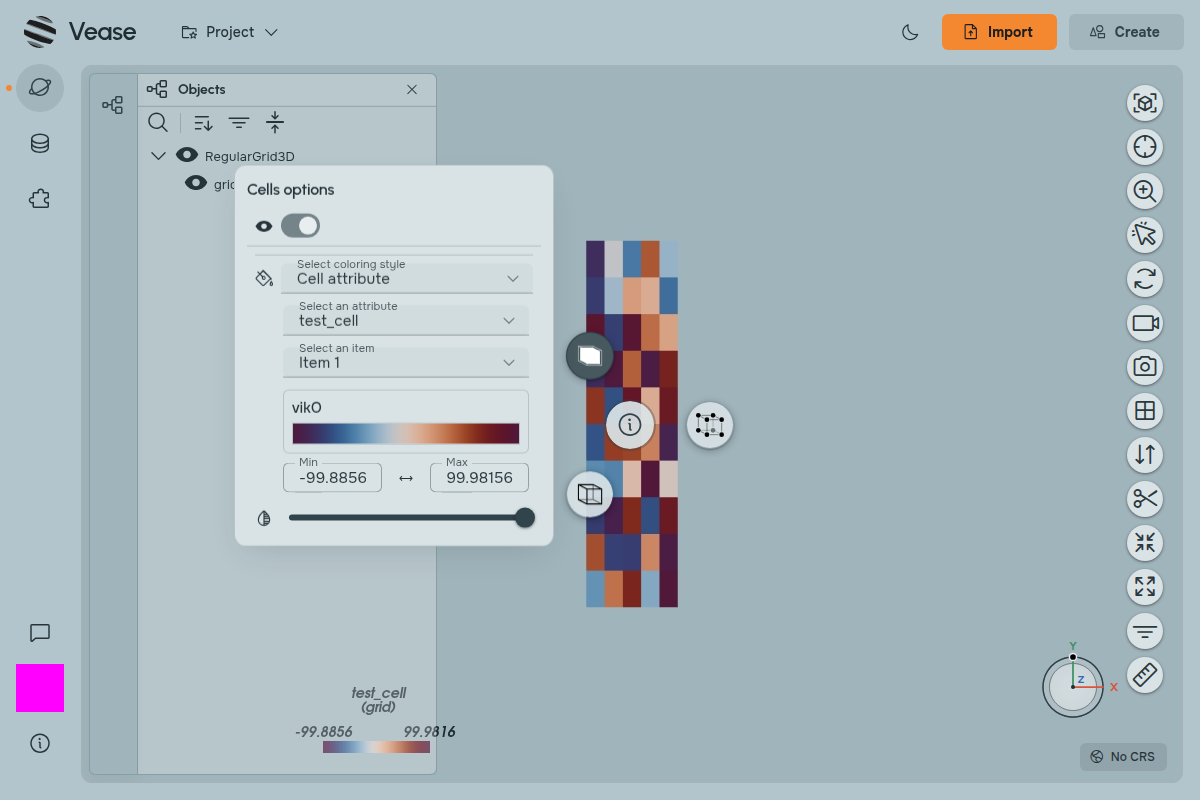 Vease
Project
Import
Create
Objects
RegularGrid3D
grid
Cells options
Select coloring style
Cell attribute
Select an attribute
test_cell
Select an item
Item 1
vikO
Min
-99.8856
Max
99.98156
test_cell
(grid)
-99.8856
99.9816
Y
Z
X
No CRS